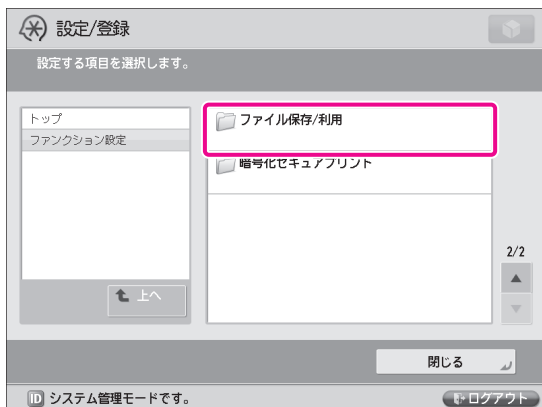 設定/登録
設定する項目を選択します。
トップ
ファンクション設定
ファイル保存/利用
暗号化セキュアプリント
2/2
上へ
閉じる
ID システム管理モードです。
ログアウト